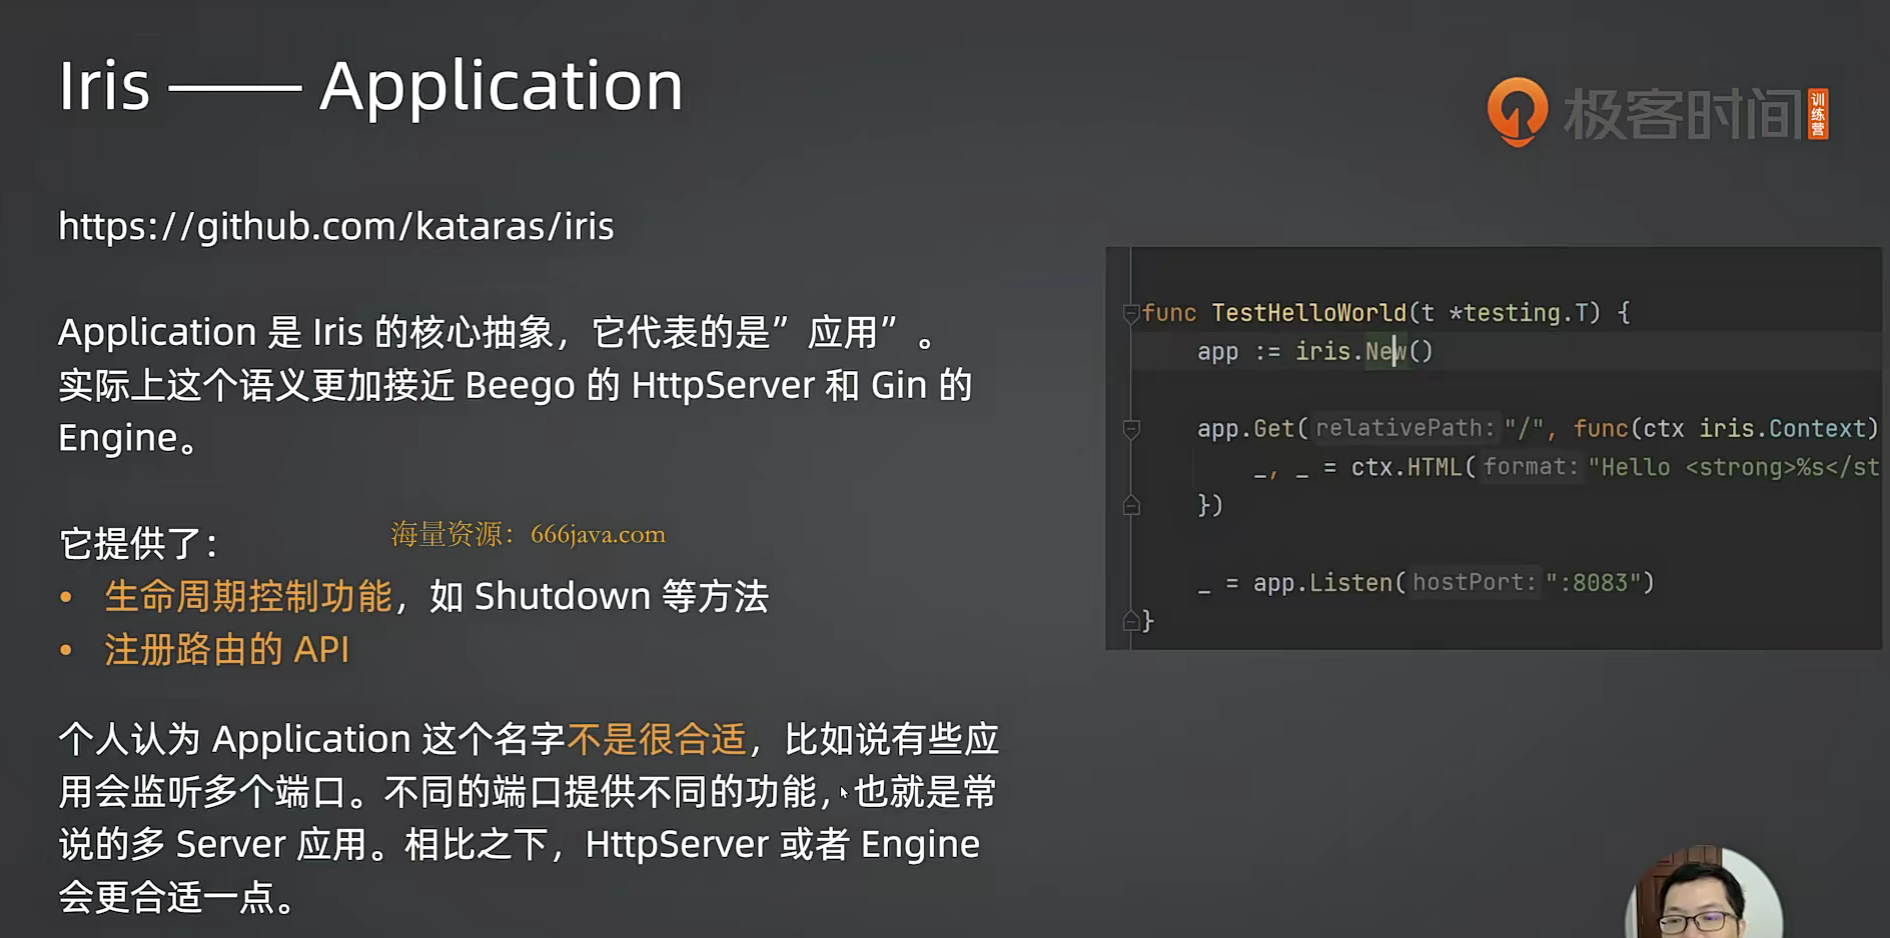 Iris —— Application
极客时间
训练营
https://github.com/kataras/iris
Application 是 Iris 的核心抽象，它代表的是”应用”。
实际上这个语义更加接近 Beego 的 HttpServer 和 Gin 的
Engine。
它提供了：
海量资源：666java.com
• 生命周期控制功能，如 Shutdown 等方法
• 注册路由的 API
个人认为 Application 这个名字不是很合适，比如说有些应
用会监听多个端口。不同的端口提供不同的功能，也就是常
说的多 Server 应用。相比之下，HttpServer 或者 Engine
会更合适一点。
func TestHelloWorld(t *testing.T) {
app := iris.New()
app.Get( relativePath: "/", func(ctx iris.Context)
_, _ = ctx.HTML( format: "Hello <strong>%s</st
})
_ = app.Listen( hostPort: ":8083")
}